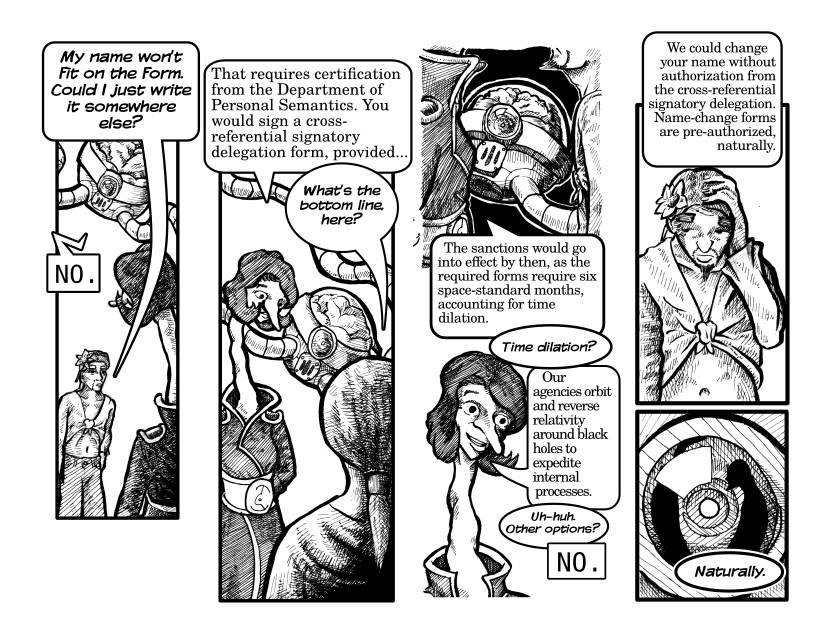 My name won't
Fit on the Form.
Could I just write
it somewhere
else?
NO.
That requires certification
from the Department of
Personal Semantics. You
would sign a cross-
referential signatory
delegation form, provided...
What's the
bottom line,
here?
The sanctions would go
into effect by then, as the
required forms require six
space-standard months,
accounting for time
dilation.
Time dilation?
Our
agencies orbit
and reverse
relativity
around black
holes to
expedite
internal
processes.
Uh-huh.
Other options?
NO.
We could change
your name without
authorization from
the cross-referential
signatory delegation.
Name-change forms
are pre-authorized,
naturally.
Naturally.